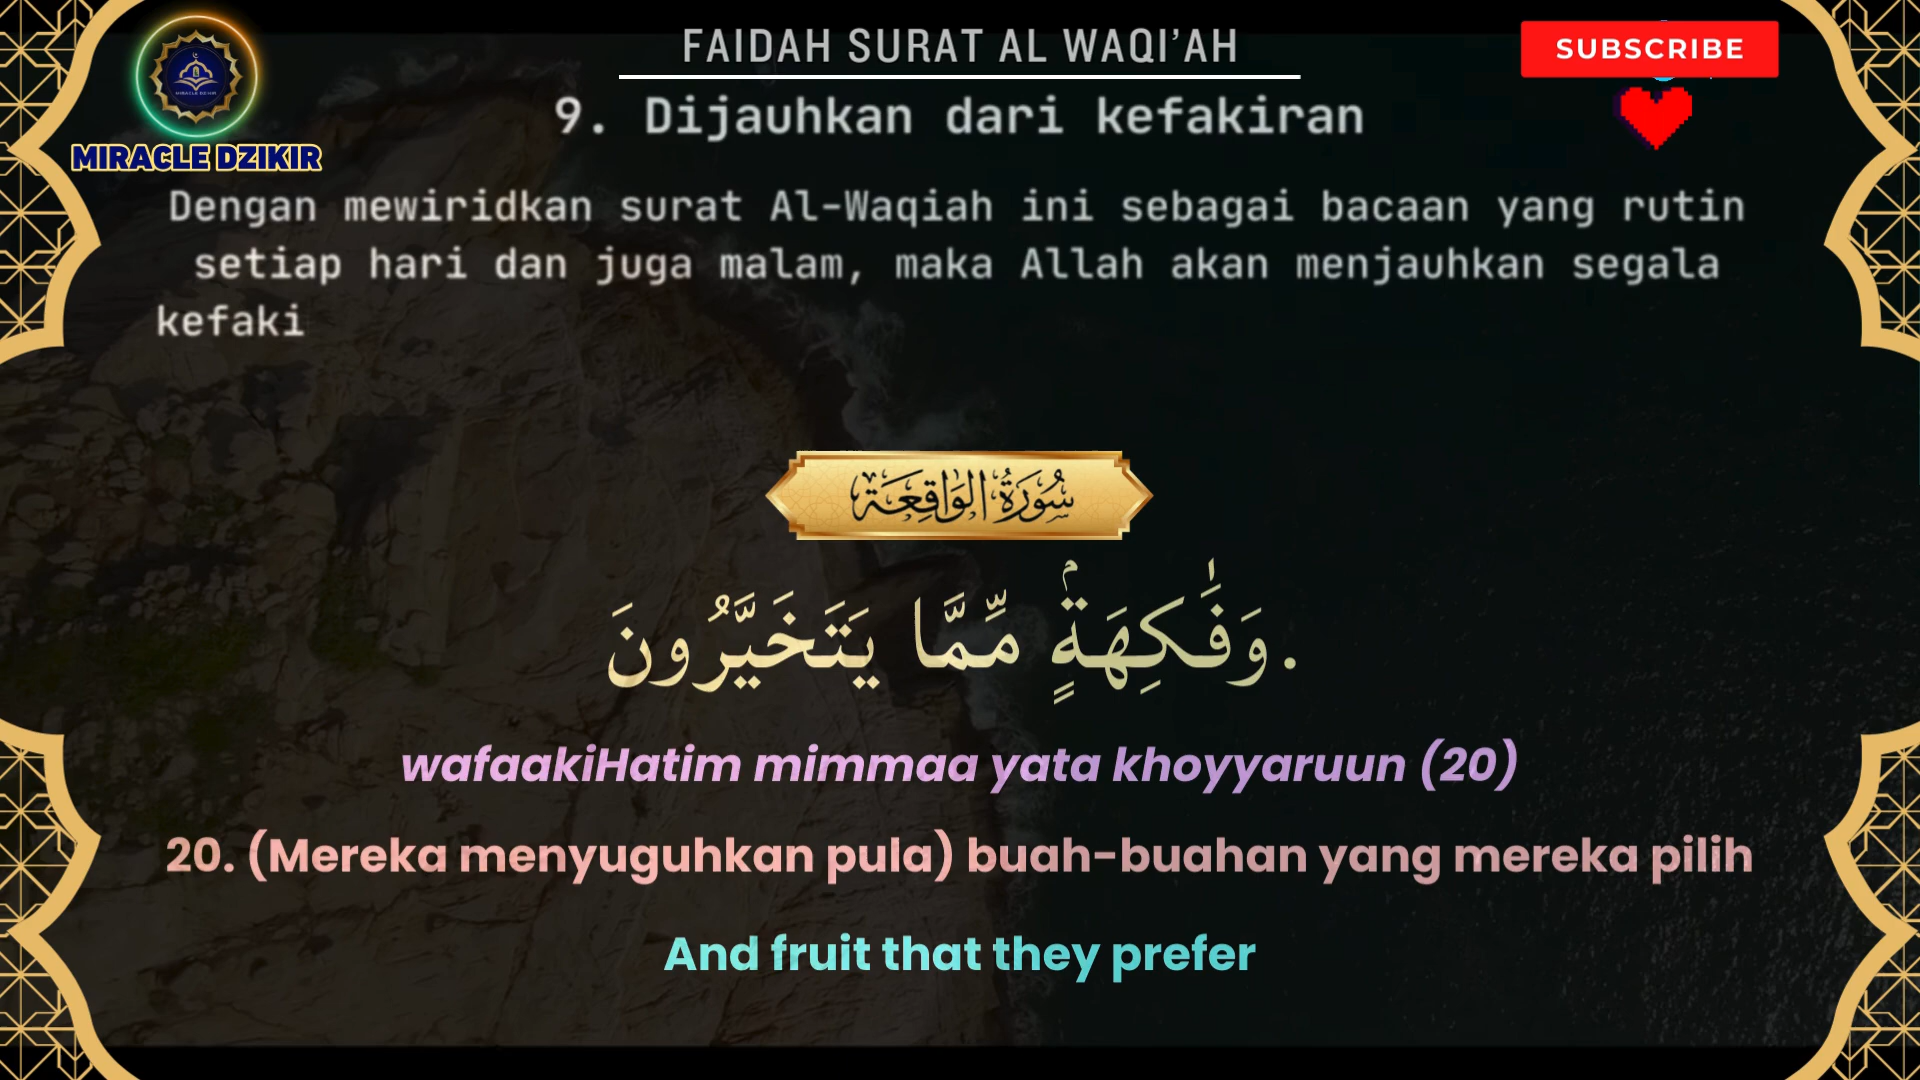 FAIDAH SURAT AL WAQI’AH
SUBSCRIBE
9. Dijauhkan dari kefakiran
MIRACLE DZIKIR
Dengan mewiridkan surat Al-Waqiah ini sebagai bacaan yang rutin
setiap hari dan juga malam, maka Allah akan menjauhkan segala
kefaki
سُورَةُ الوَاقِعَة
وَفَٰكِهَةٍۢ مِّمَّا يَتَخَيَّرُونَ.
wafaakiHatim mimmaa yata khoyyaruun (20)
20. (Mereka menyuguhkan pula) buah-buahan yang mereka pilih
And fruit that they prefer